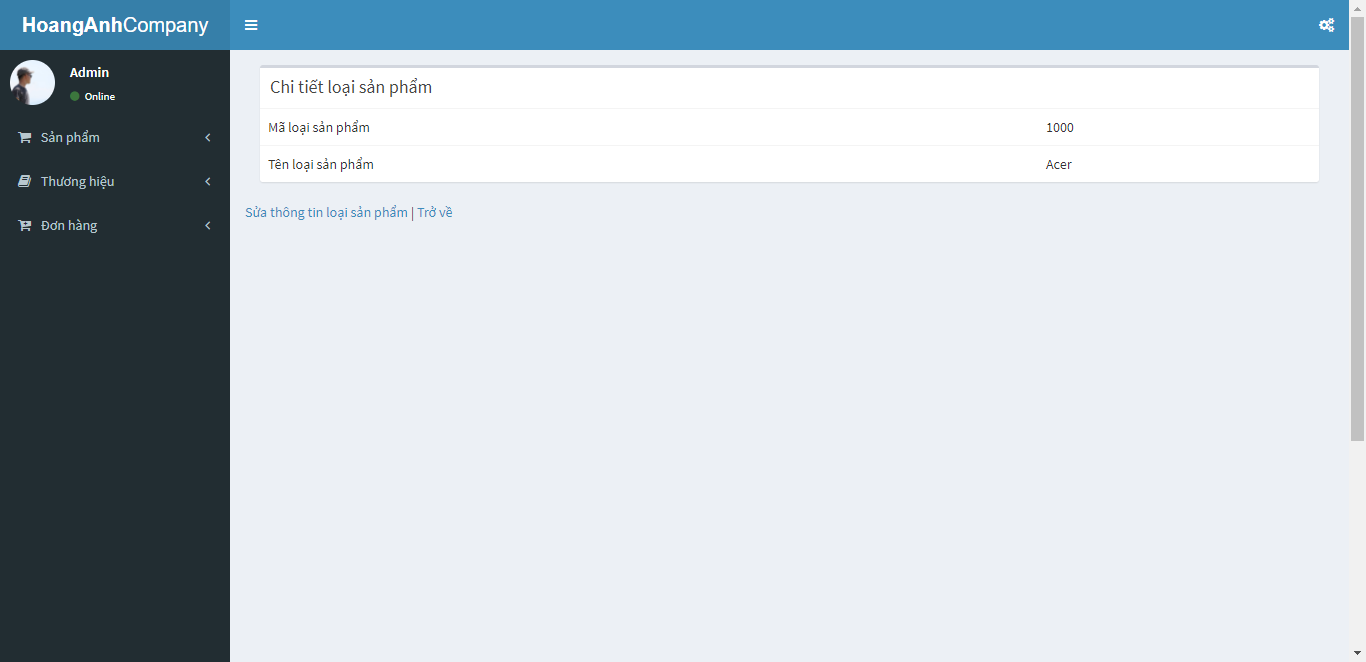 HoangAnhCompany
Admin
Online
Sản phẩm
Thương hiệu
Đơn hàng
Chi tiết loại sản phẩm
Mã loại sản phẩm 1000
Tên loại sản phẩm Acer
Sửa thông tin loại sản phẩm | Trở về